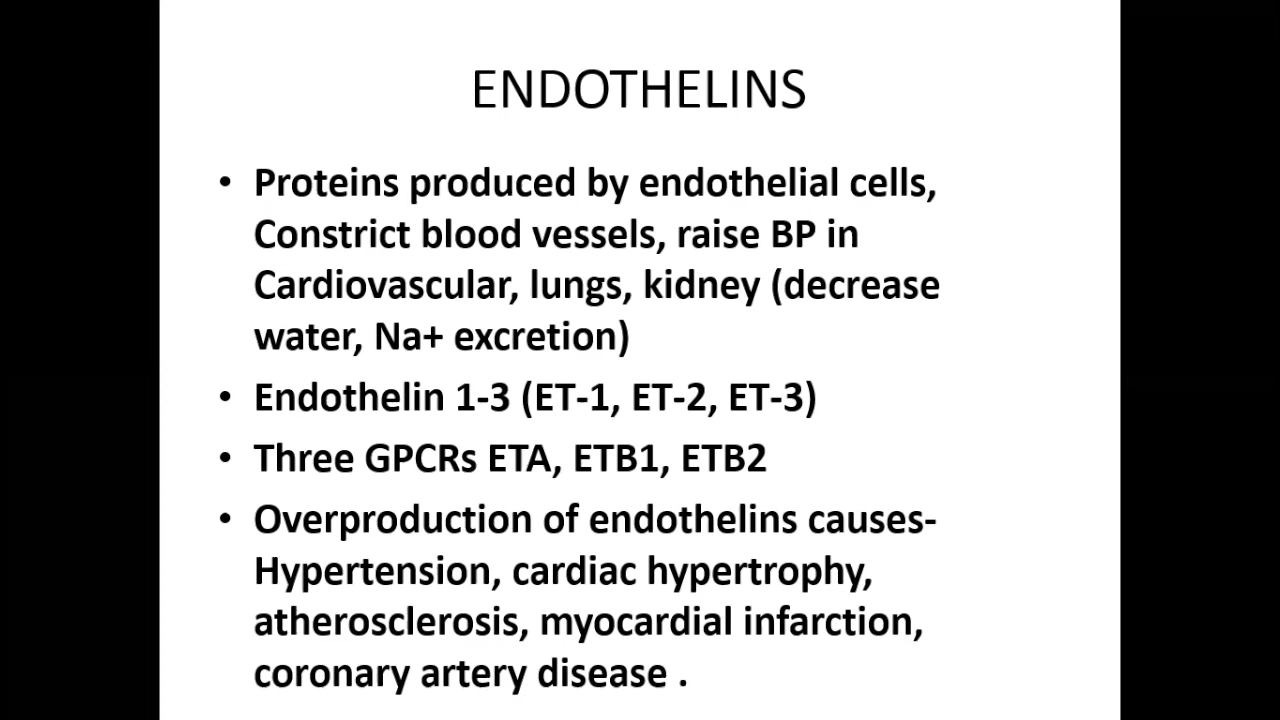 ENDOTHELINS
• Proteins produced by endothelial cells,
Constrict blood vessels, raise BP in
Cardiovascular, lungs, kidney (decrease
water, Na+ excretion)
• Endothelin 1-3 (ET-1, ET-2, ET-3)
• Three GPCRs ETA, ETB1, ETB2
• Overproduction of endothelins causes-
Hypertension, cardiac hypertrophy,
atherosclerosis, myocardial infarction,
coronary artery disease .